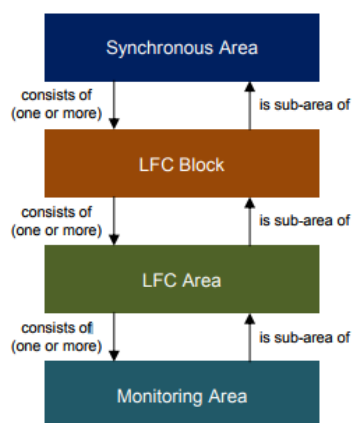 Synchronous Area
consists of
(one or more)
is sub-area of
LFC Block
consists of
(one or more)
is sub-area of
LFC Area
consists of
(one or more)
is sub-area of
Monitoring Area